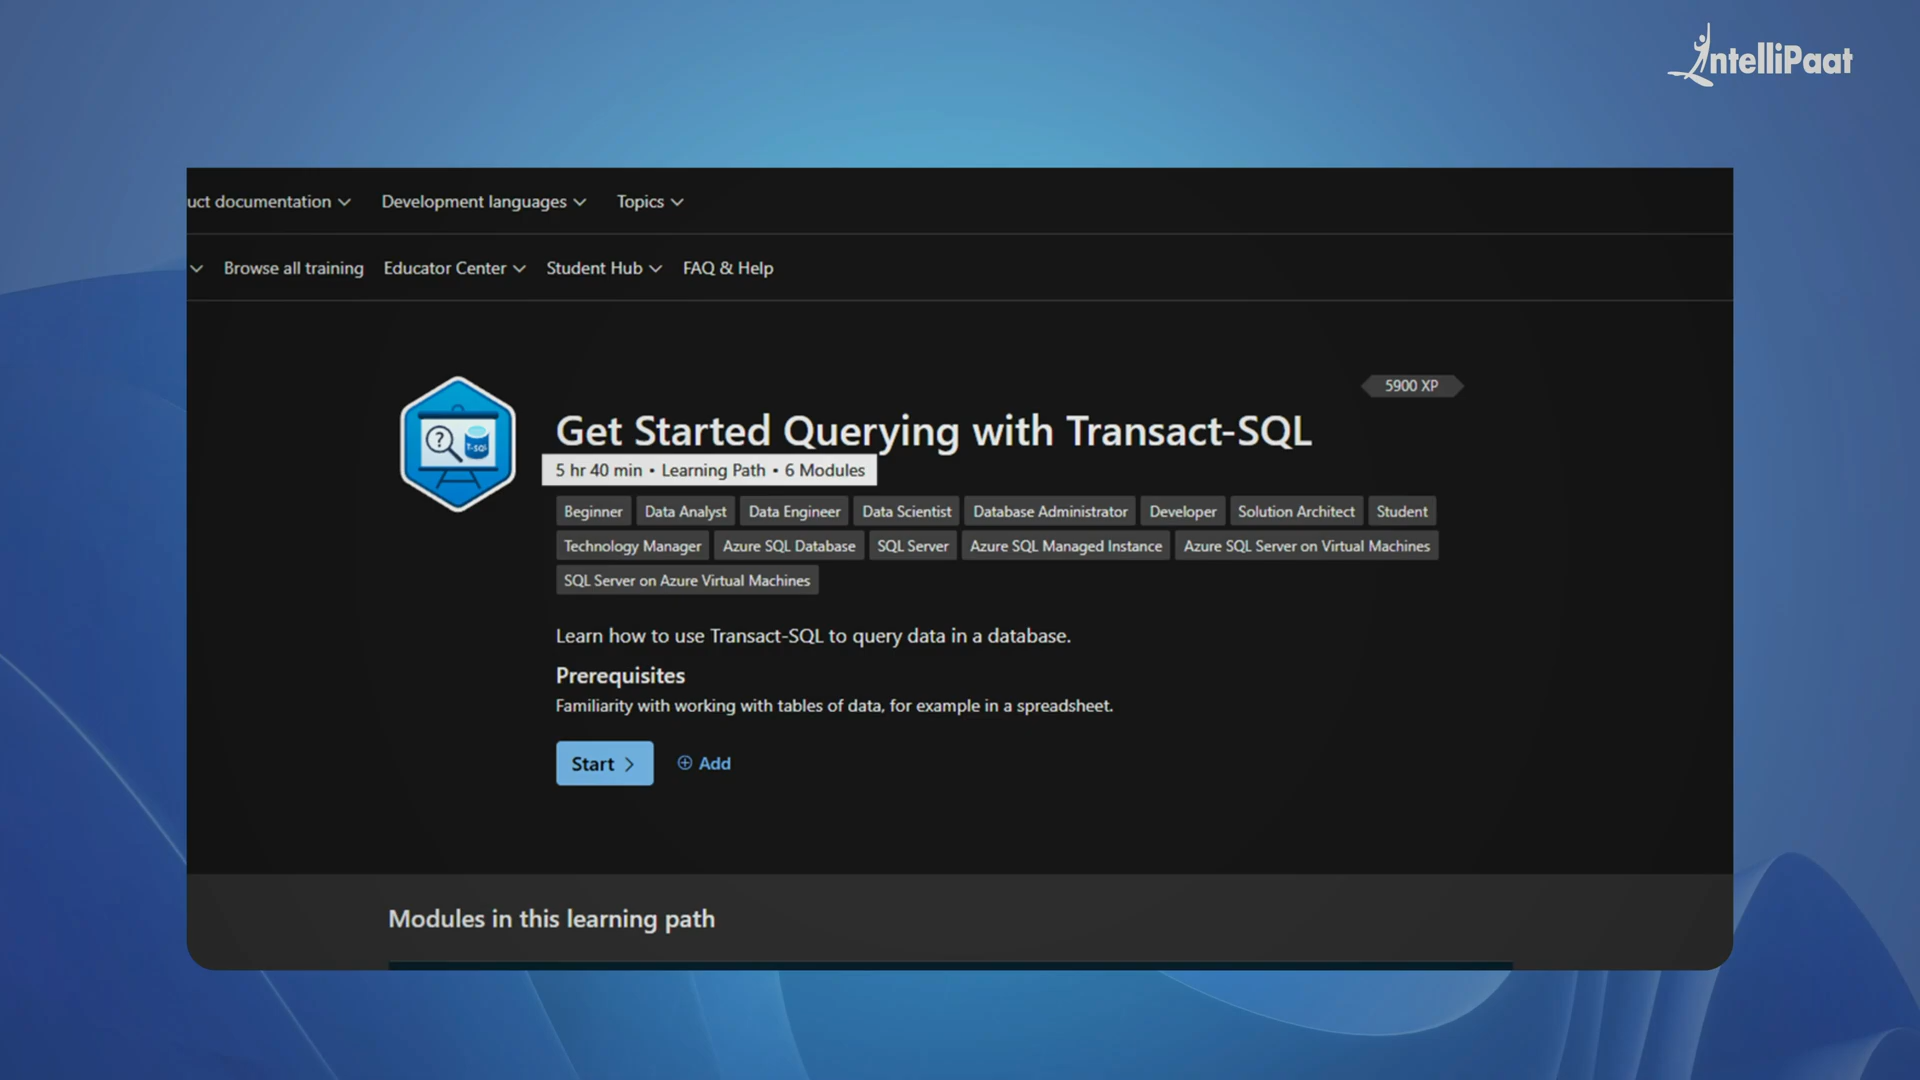 IntelliPaat
uct documentation Development languages Topics
Browse all training Educator Center Student Hub FAQ & Help
5900 XP
Get Started Querying with Transact-SQL
5 hr 40 min • Learning Path • 6 Modules
Beginner Data Analyst Data Engineer Data Scientist Database Administrator Developer Solution Architect Student
Technology Manager Azure SQL Database SQL Server Azure SQL Managed Instance Azure SQL Server on Virtual Machines
SQL Server on Azure Virtual Machines
? T-SQL
Learn how to use Transact-SQL to query data in a database.
Prerequisites
Familiarity with working with tables of data, for example in a spreadsheet.
Start Add
Modules in this learning path